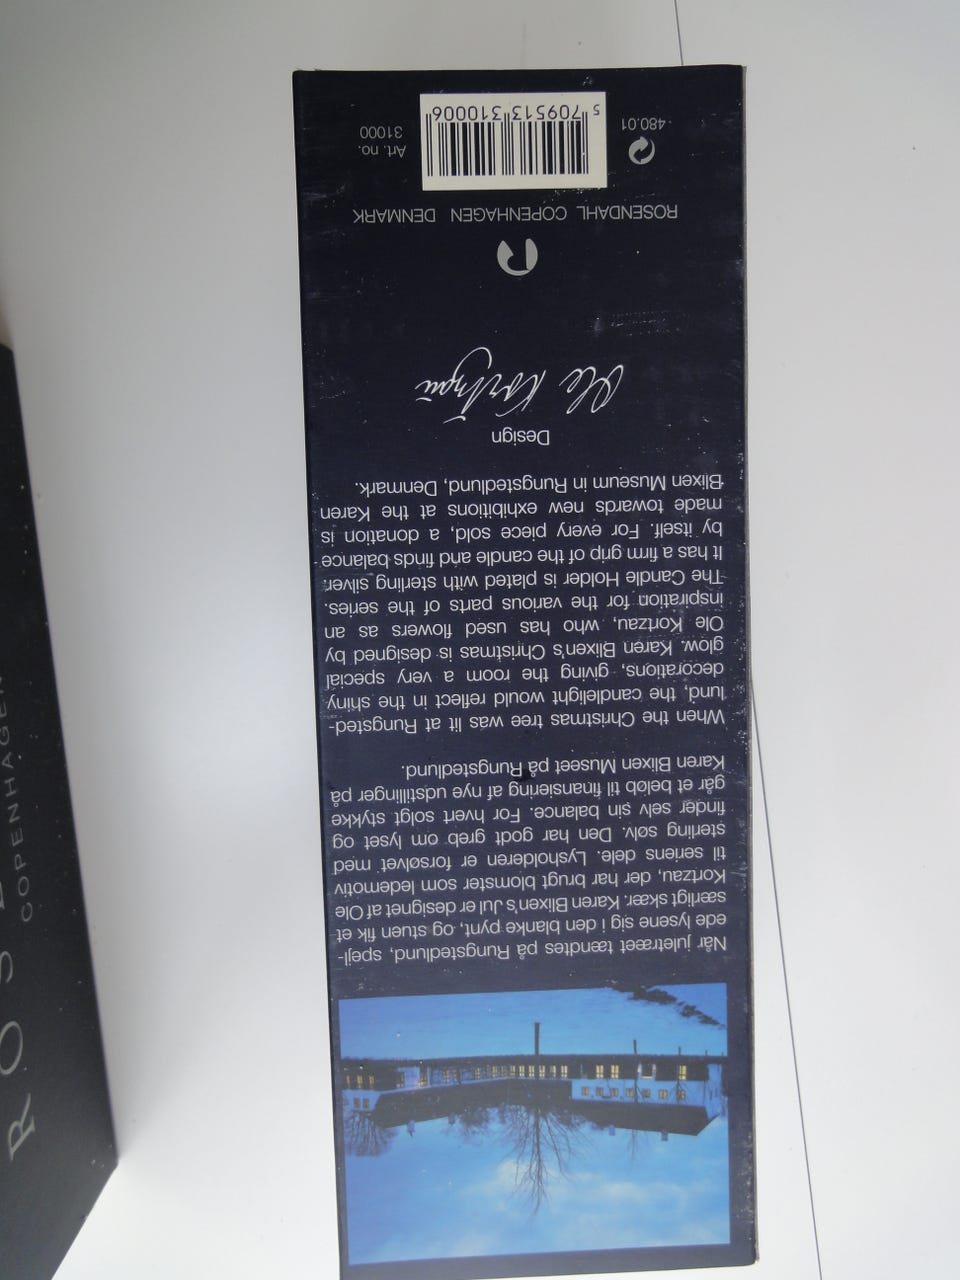 Når juletræet tændtes på Rungstedlund, spejl-
ede lysene sig i den blanke pynt, og stuen fik et
særligt skær. Karen Blixen's Jul er designet af Ole
Kortzau, der har brugt blomster som ledemotiv
til seriens dele. Lysholderen er forsølvet med
sterling sølv. Den har godt greb om lyset og
finder selv sin balance. For hvert solgt stykke
går et beløb til finansiering af nye udstillinger på
Karen Blixen Museet på Rungstedlund.
When the Christmas tree was lit at Rungsted-
lund, the candlelight would reflect in the shiny
decorations, giving the room a very special
glow. Karen Blixen's Christmas is designed by
Ole Kortzau, who has used flowers as an
inspiration for the various parts of the series.
The Candle Holder is plated with sterling silver.
It has a firm grip of the candle and finds balance
by itself. For every piece sold, a donation is
made towards new exhibitions at the Karen
Blixen Museum in Rungstedlund, Denmark.
Design
Ole Kortzau
ROSENDAHL COPENHAGEN DENMARK
480.01
5 709513 310006
Art. no.
31000
COPENHAGEN